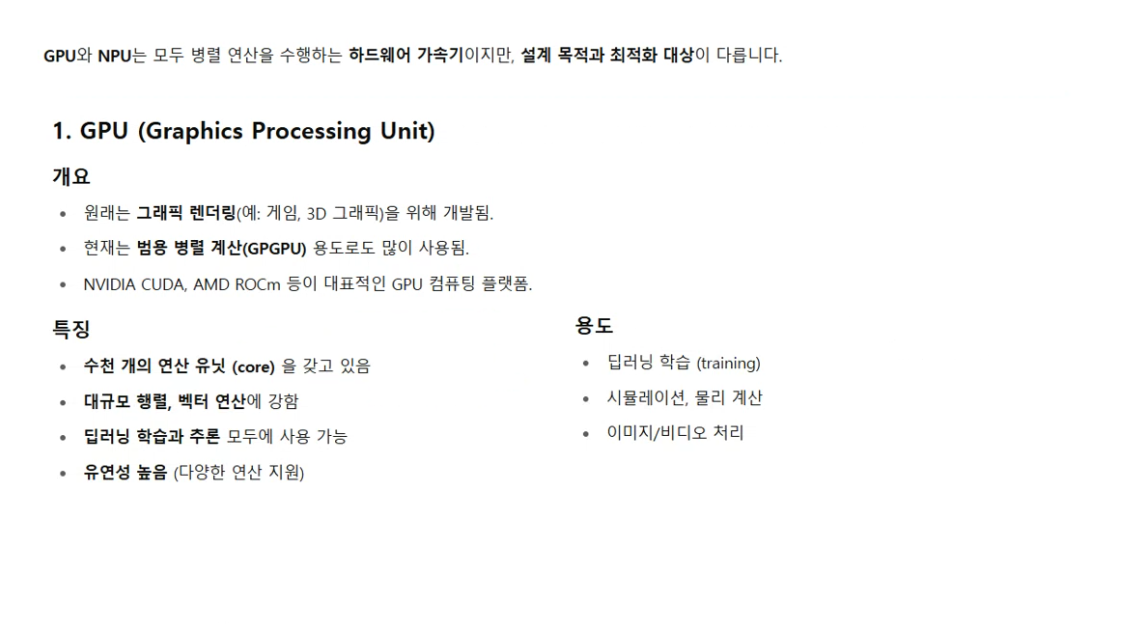 GPU와 NPU는 모두 병렬 연산을 수행하는 하드웨어 가속기이지만, 설계 목적과 최적화 대상이 다릅니다.
1. GPU (Graphics Processing Unit)
개요
• 원래는 그래픽 렌더링(예: 게임, 3D 그래픽)을 위해 개발됨.
• 현재는 범용 병렬 계산(GPGPU) 용도로도 많이 사용됨.
• NVIDIA CUDA, AMD ROCm 등이 대표적인 GPU 컴퓨팅 플랫폼.
특징
• 수천 개의 연산 유닛 (core) 을 갖고 있음
• 대규모 행렬, 벡터 연산에 강함
• 딥러닝 학습과 추론 모두에 사용 가능
• 유연성 높음 (다양한 연산 지원)
용도
• 딥러닝 학습 (training)
• 시뮬레이션, 물리 계산
• 이미지/비디오 처리